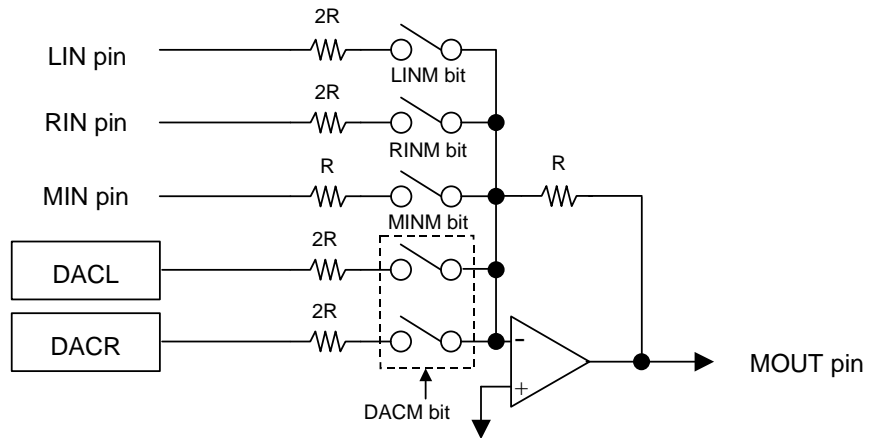 2R
LIN pin
LINM bit
2R
RIN pin
RINM bit
R
R
MIN pin
MINM bit
2R
DACL
2R
DACR
-
+
MOUT pin
DACM bit